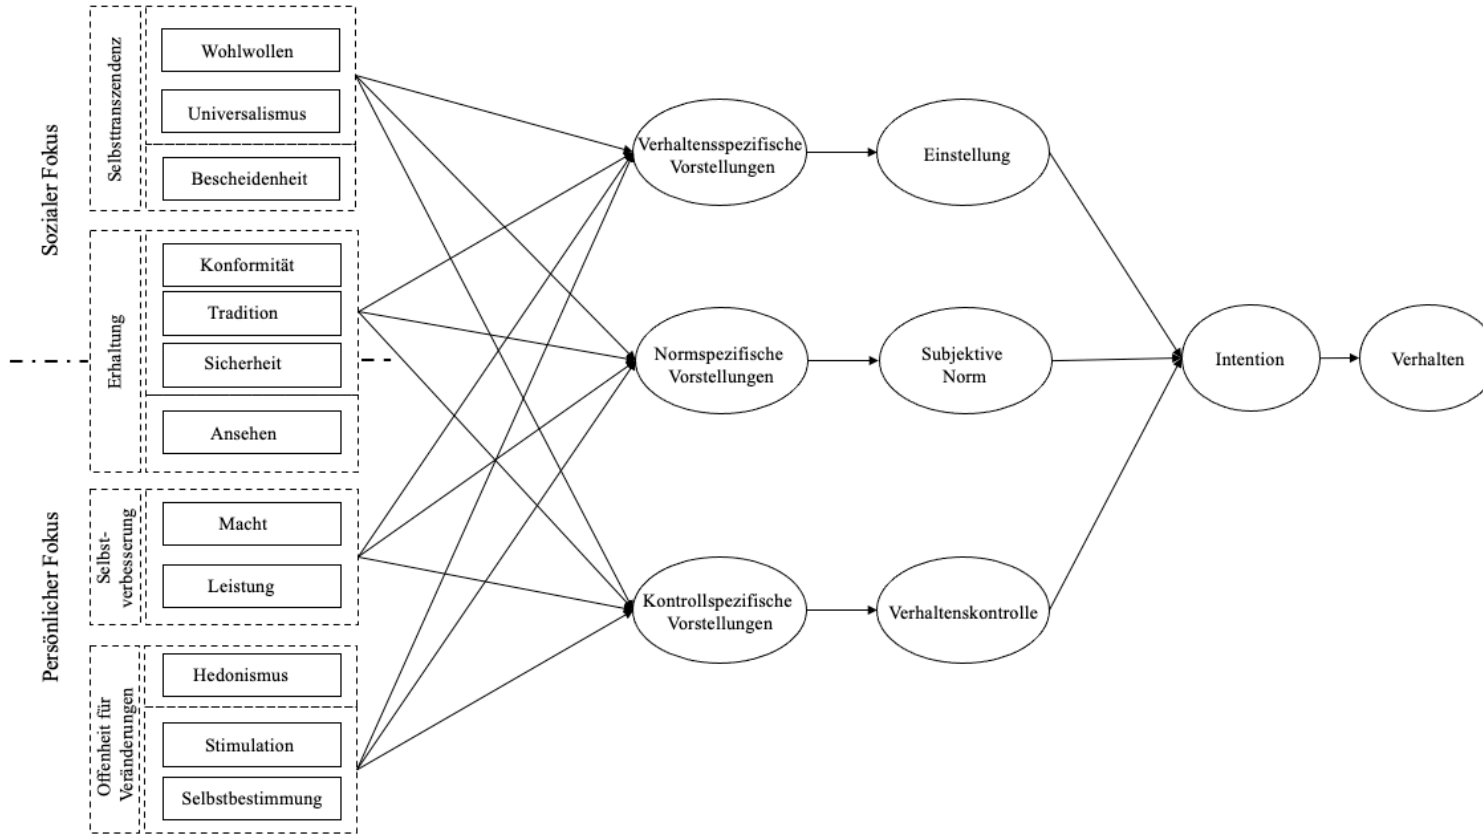 Sozialer Fokus
Selbsttranszendenz
Wohlwollen
Universalismus
Bescheidenheit
Erhaltung
Konformität
Tradition
Sicherheit
Ansehen
Persönlicher Fokus
Selbst-
verbesserung
Macht
Leistung
Offenheit für
Veränderungen
Hedonismus
Stimulation
Selbstbestimmung
Verhaltensspezifische
Vorstellungen
Normspezifische
Vorstellungen
Kontrollspezifische
Vorstellungen
Einstellung
Subjektive
Norm
Verhaltenskontrolle
Intention
Verhalten